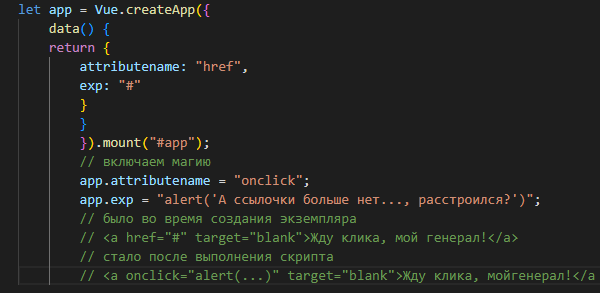 let app = Vue.createApp({
data() {
return {
attributename: "href",
exp: "#"
}
}
}).mount("#app");
// включаем магию
app.attributename = "onclick";
app.exp = "alert('А ссылочки больше нет..., расстроился?')";
// было во время создания экземпляра
// <a href="#" target="blank">Жду клика, мой генерал!</a>
// стало после выполнения скрипта
// <a onclick="alert(...)" target="blank">Жду клика, мойгенерал!</a